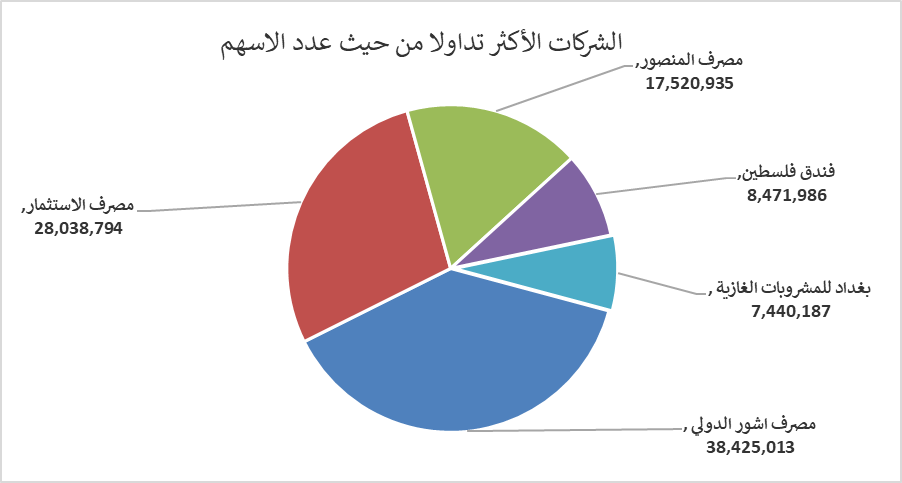 الشركات الأكثر تداولا من حيث عدد الاسهم
مصرف المنصور,
17,520,935
فندق فلسطين,
8,471,986
مصرف الاستثمار,
28,038,794
بغداد للمشروبات الغازية ,
7,440,187
مصرف اشور الدولي ,
38,425,013